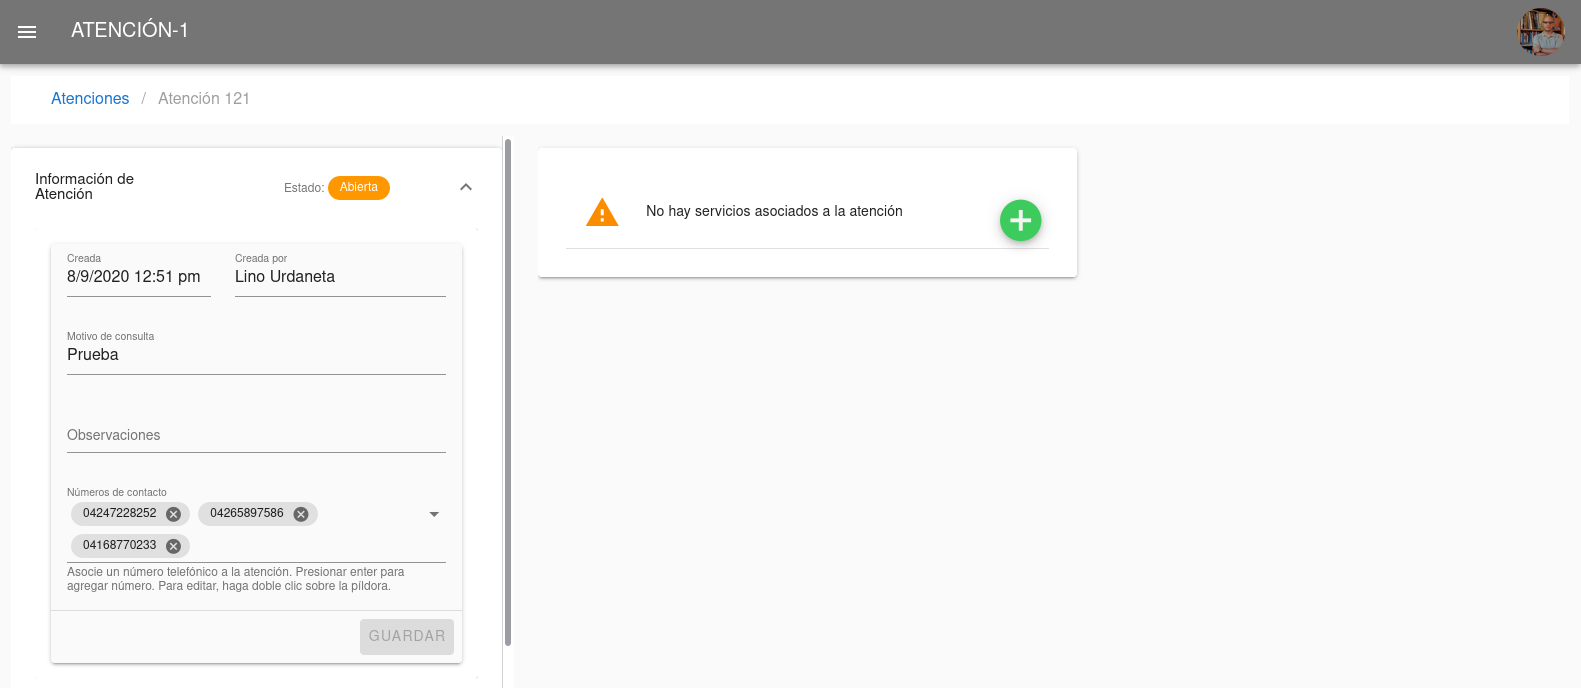 ATENCIÓN-1
Atenciones / Atención 121
Información de
Atención
Estado: Abierta
Creada
8/9/2020 12:51 pm
Creada por
Lino Urdaneta
Motivo de consulta
Prueba
Observaciones
Números de contacto
04247228252
04265897586
04168770233
Asocie un número telefónico a la atención. Presionar enter para
agregar número. Para editar, haga doble clic sobre la píldora.
GUARDAR
No hay servicios asociados a la atención